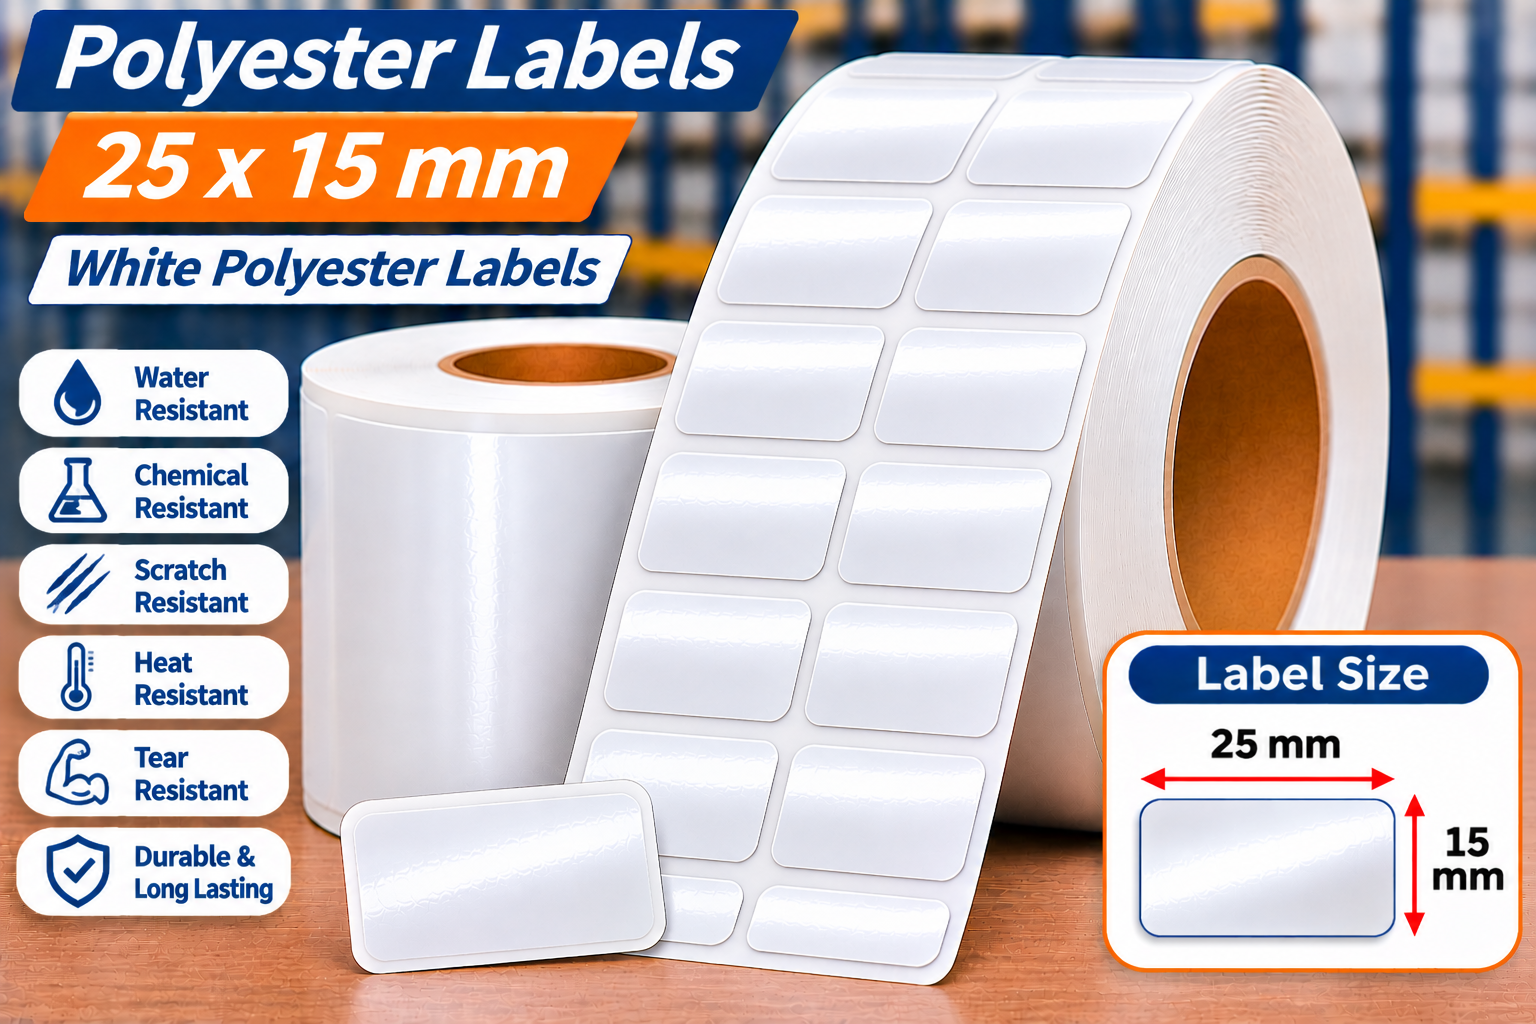 Polyester Labels
25 x 15 mm
White Polyester Labels
Water
Resistant
Chemical
Resistant
Scratch
Resistant
Heat
Resistant
Tear
Resistant
Durable &
Long Lasting
Label Size
25 mm
15
mm